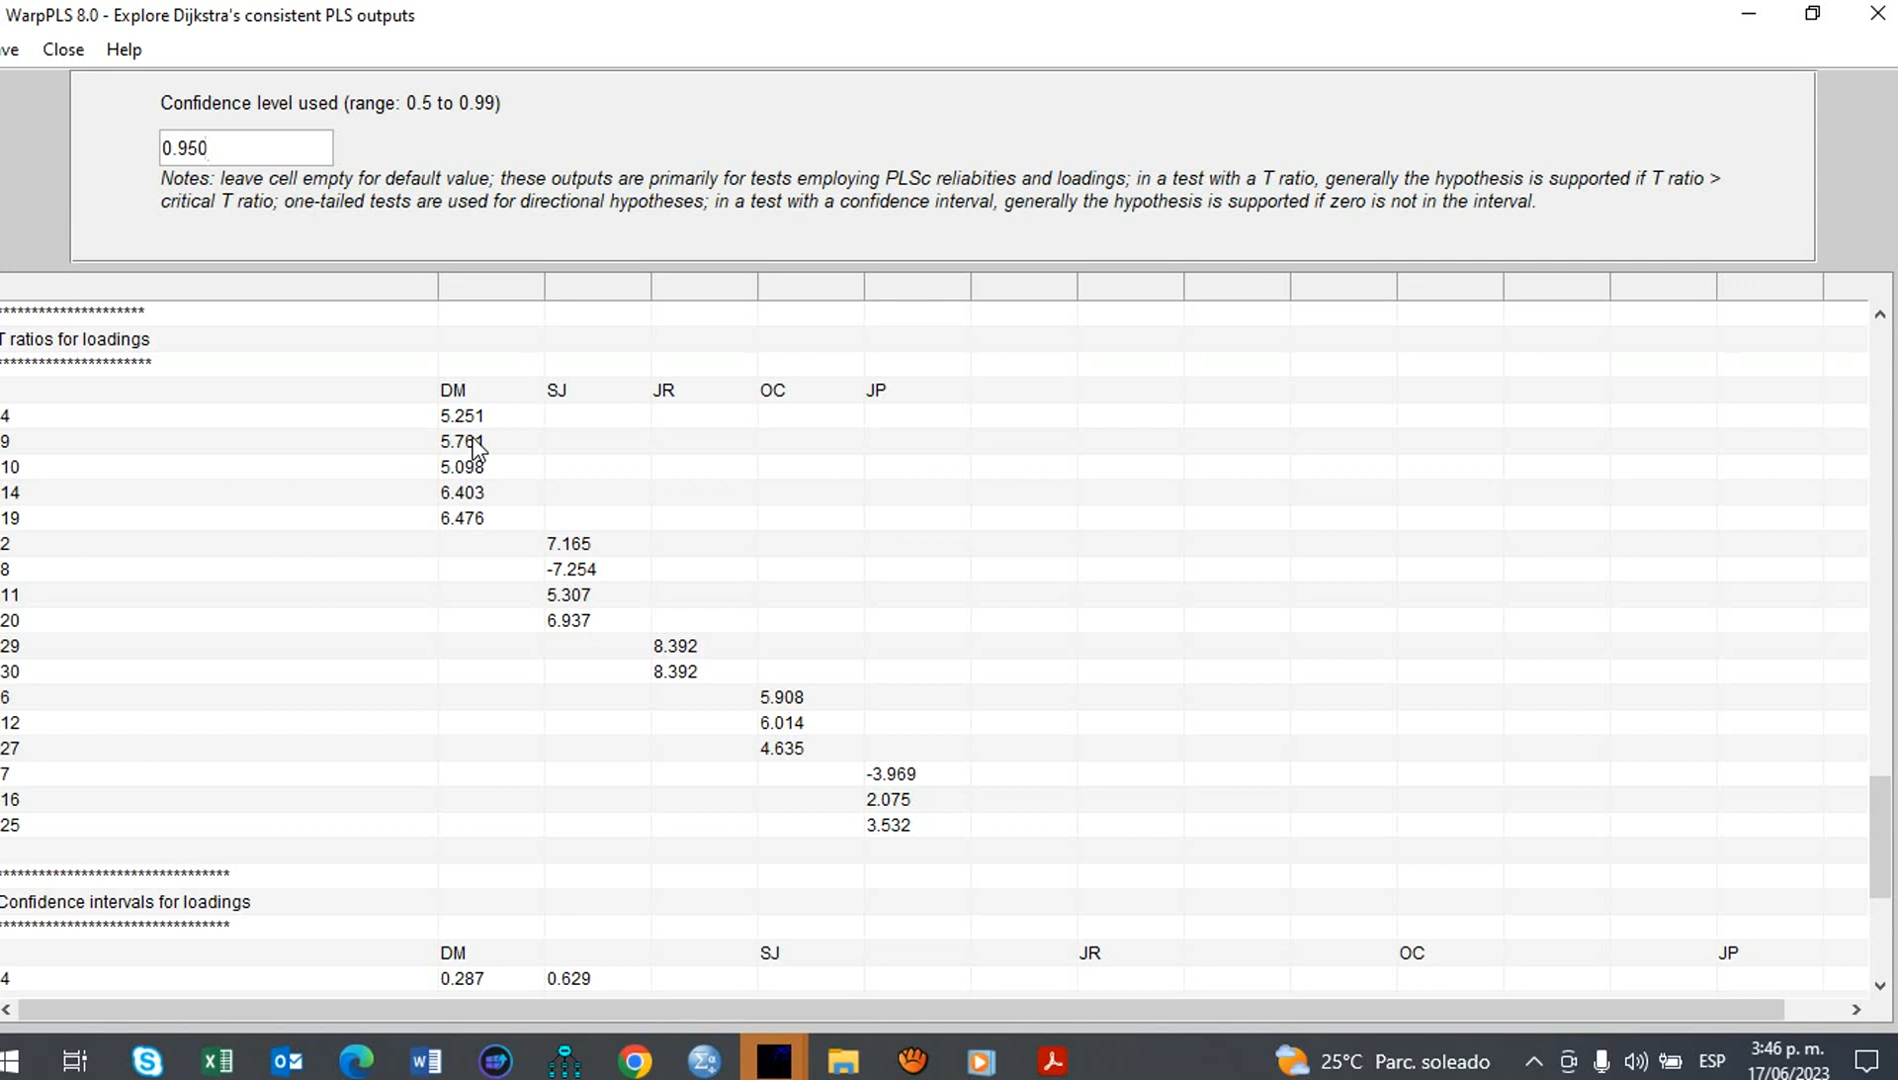 WarpPLS 8.0 - Explore Dijkstra's consistent PLS outputs
ve Close Help
Confidence level used (range: 0.5 to 0.99)
0.950
Notes: leave cell empty for default value; these outputs are primarily for tests employing PLSc reliabities and loadings; in a test with a T ratio, generally the hypothesis is supported if T ratio >
critical T ratio; one-tailed tests are used for directional hypotheses; in a test with a confidence interval, generally the hypothesis is supported if zero is not in the interval.
**********************
T ratios for loadings
**********************
DM SJ JR OC JP
4 5.251
9 5.761
10 5.098
14 6.403
19 6.476
2 7.165
8 -7.254
11 5.307
20 6.937
29 8.392
30 8.392
6 5.908
12 6.014
27 4.635
7 -3.969
16 2.075
25 3.532
*********************************
Confidence intervals for loadings
*********************************
DM SJ JR OC JP
4 0.287 0.629
25°C Parc. soleado ESP 3:46 p. m.
17/06/2023